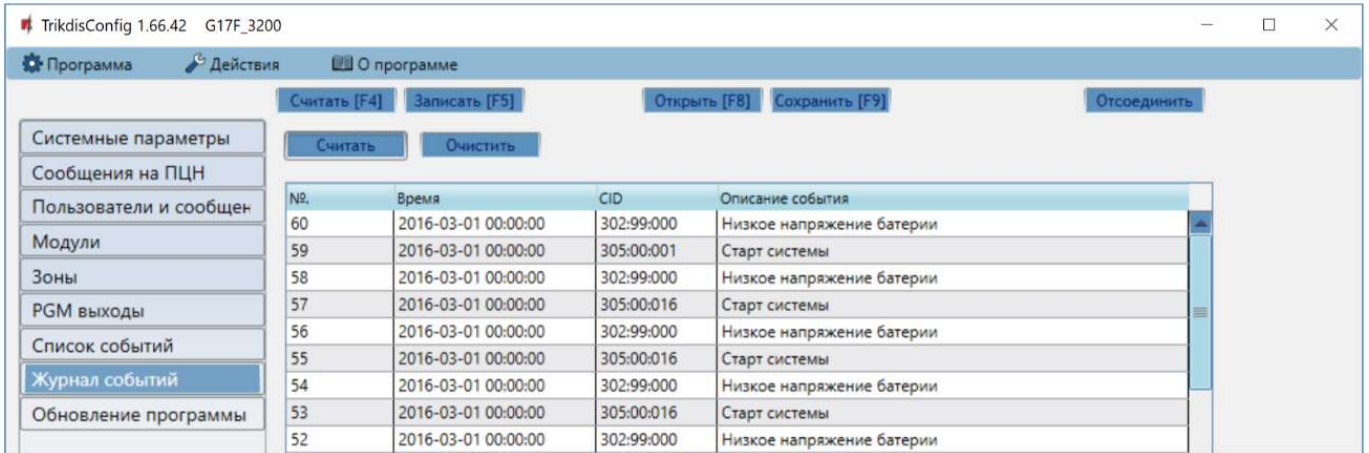 TrikdisConfig 1.66.42 G17F_3200
Программа Действия О программе
Считать [F4] Записать [F5] Открыть [F8] Сохранить [F9] Отсоединить
Считать Очистить
Системные параметры
Сообщения на ПЦН
Пользователи и сообщен
Модули
Зоны
PGM выходы
Список событий
Журнал событий
Обновление программы
№. Время CID Описание события
60 2016-03-01 00:00:00 302:99:000 Низкое напряжение батерии
59 2016-03-01 00:00:00 305:00:001 Старт системы
58 2016-03-01 00:00:00 302:99:000 Низкое напряжение батерии
57 2016-03-01 00:00:00 305:00:016 Старт системы
56 2016-03-01 00:00:00 302:99:000 Низкое напряжение батерии
55 2016-03-01 00:00:00 305:00:016 Старт системы
54 2016-03-01 00:00:00 302:99:000 Низкое напряжение батерии
53 2016-03-01 00:00:00 305:00:016 Старт системы
52 2016-03-01 00:00:00 302:99:000 Низкое напряжение батерии